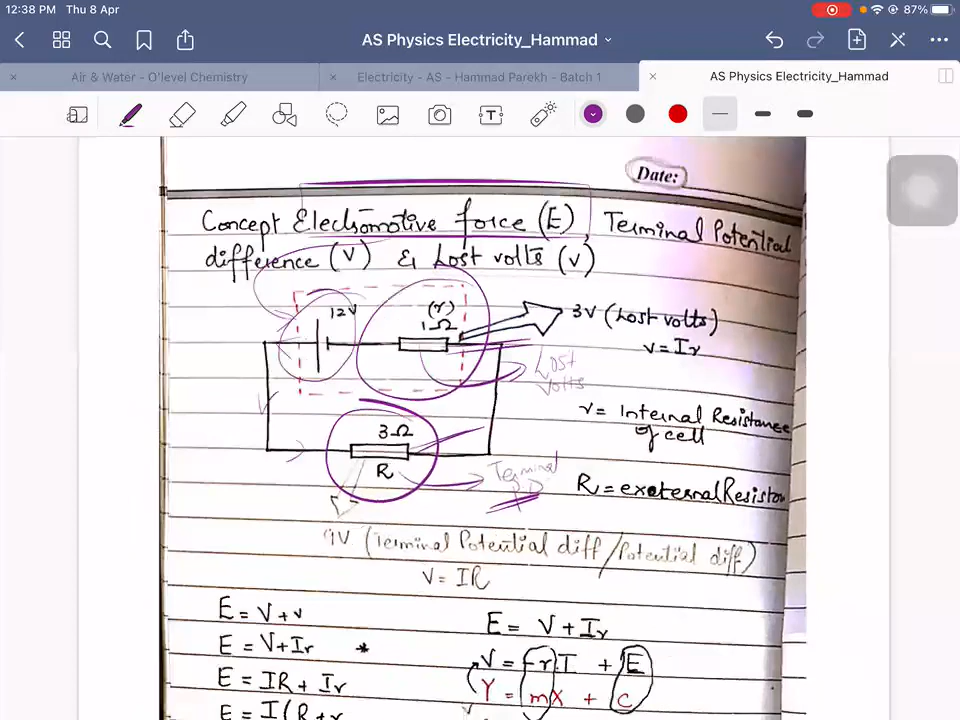 12:38 PM Thu 8 Apr
87%
AS Physics Electricity_Hammad
Air & Water - O'level Chemistry
Electricity - AS - Hammad Parekh - Batch 1
AS Physics Electricity_Hammad
Date:
Concept Electromotive force (E), Terminal Potential
difference (V) & Lost volts (v)
12V
(r)
1Ω
3V (Lost volts)
v=Ir
Lost
volts
r= Internal Resistance
of cell
3Ω
R
Terminal
P.D
R= exoternal Resiston
9V (Terminal Potential diff/Potential diff)
V = IR
E = V + v
E = V+Ir *
E = IR + Ir
E = I(R+r
E = V + Ir
V = -rI + E
Y = mX + C